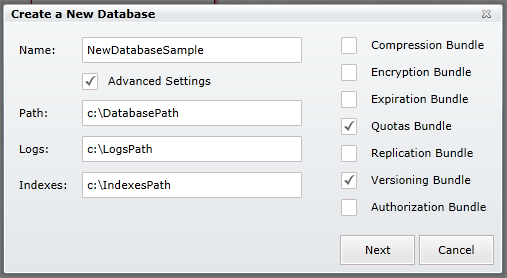 Create a New Database
Name:
NewDatabaseSample
Advanced Settings
Path:
c:\DatabasePath
Logs:
c:\LogsPath
Indexes:
c:\IndexesPath
Compression Bundle
Encryption Bundle
Expiration Bundle
Quotas Bundle
Replication Bundle
Versioning Bundle
Authorization Bundle
Next
Cancel